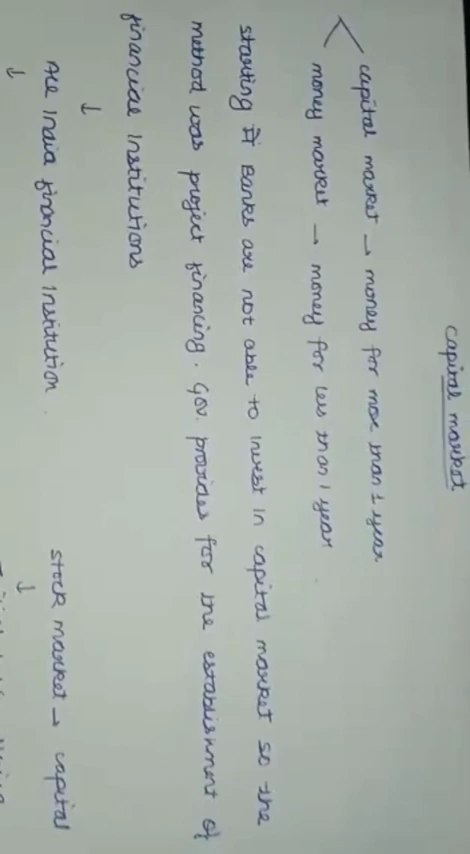 capital market
capital market → money for more than 1 year
money market → money for less than 1 year
starting में Banks are not able to invest in capital market so the
method was project financing. Gov. provides for the establishment of
financial institutions
↓
All India financial institution.
↓
stock market → capital
↓